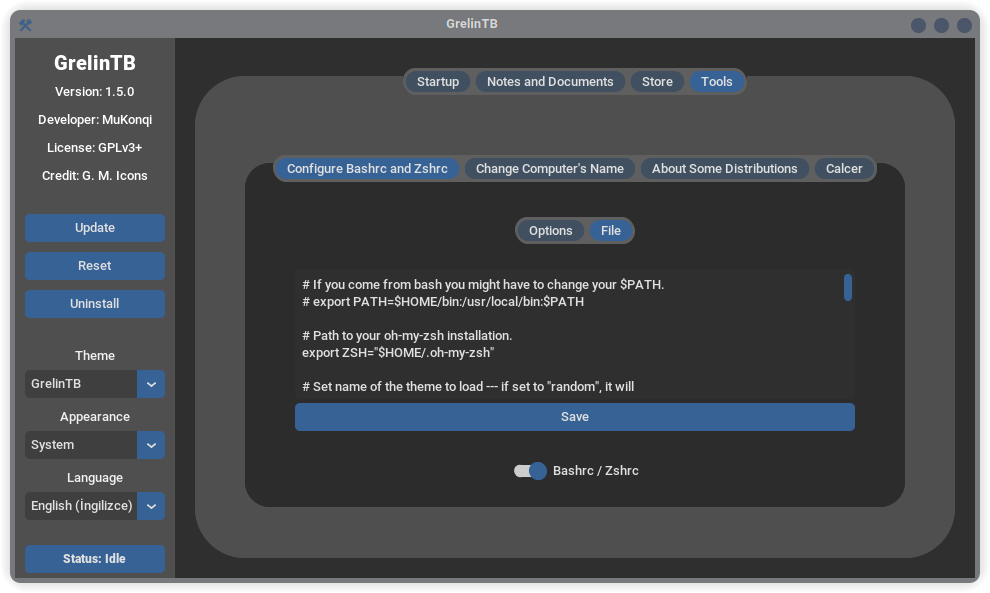 GrelinTB
GrelinTB
Version: 1.5.0
Developer: MuKonqi
License: GPLv3+
Credit: G. M. Icons
Update
Reset
Uninstall
Theme
GrelinTB
Appearance
System
Language
English (İngilizce)
Status: Idle
Startup Notes and Documents Store Tools
Configure Bashrc and Zshrc Change Computer's Name About Some Distributions Calcer
Options File
# If you come from bash you might have to change your $PATH.
# export PATH=$HOME/bin:/usr/local/bin:$PATH
# Path to your oh-my-zsh installation.
export ZSH="$HOME/.oh-my-zsh"
# Set name of the theme to load --- if set to "random", it will
Save
Bashrc / Zshrc